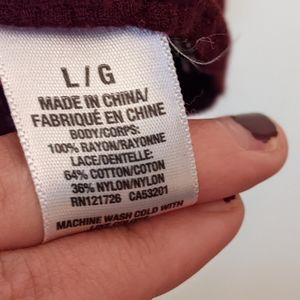 L/G
MADE IN CHINA/
FABRIQUÉ EN CHINE
BODY/CORPS:
100% RAYON/RAYONNE
LACE/DENTELLE:
64% COTTON/COTON
36% NYLON/NYLON
RN121726 CA53201
MACHINE WASH COLD WITH
LIKE